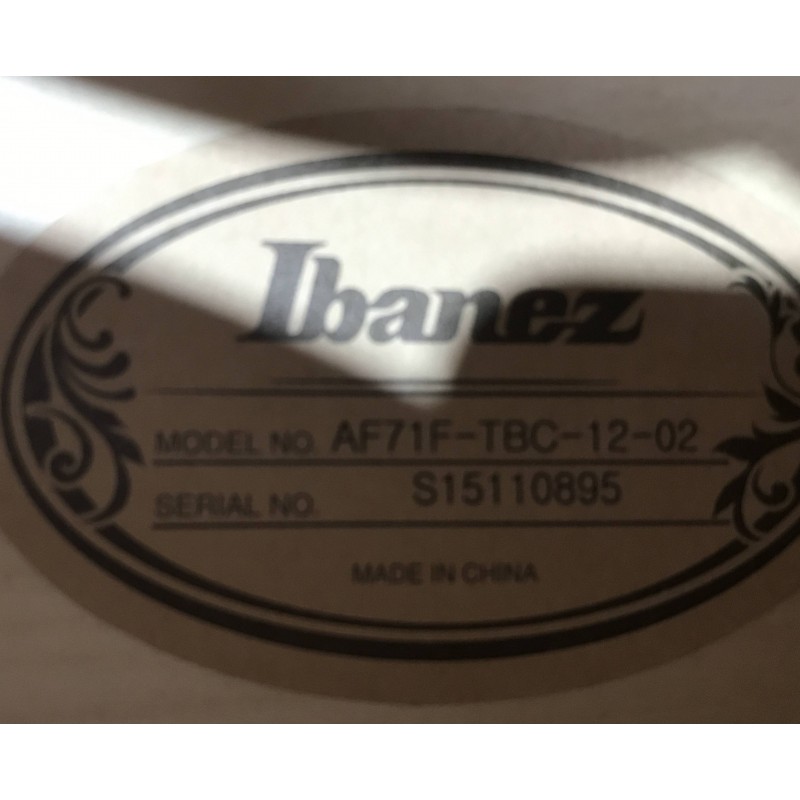 Ibanez
MODEL NO. AF71F-TBC-12-02
SERIAL NO. S15110895
MADE IN CHINA